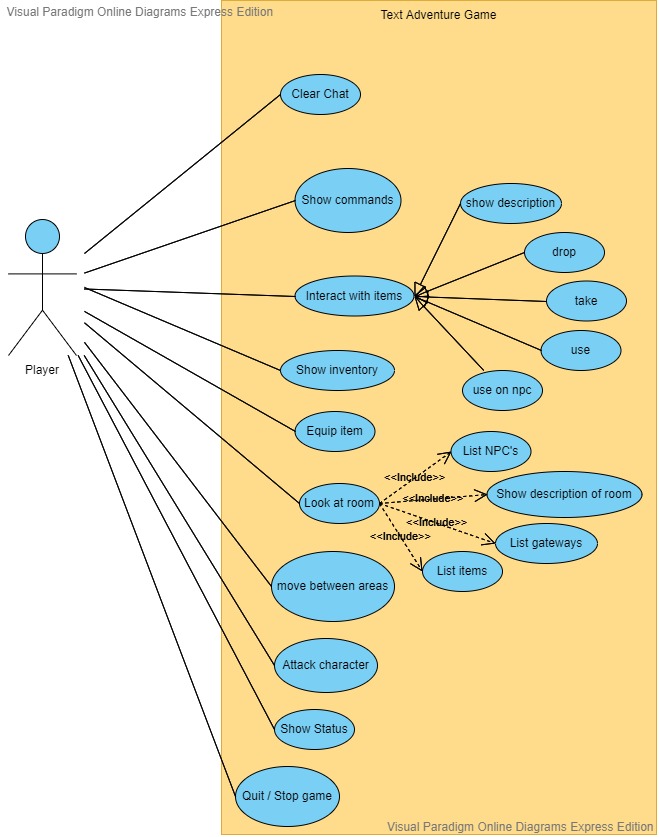 Visual Paradigm Online Diagrams Express Edition
Text Adventure Game
Clear Chat
Show commands
show description
drop
Interact with items
take
use
Player
Show inventory
use on npc
Equip item
List NPC's
<<Include>>
Look at room
<<Include>>
Show description of room
<<Include>>
<<Include>>
List gateways
List items
move between areas
Attack character
Show Status
Quit / Stop game
Visual Paradigm Online Diagrams Express Edition